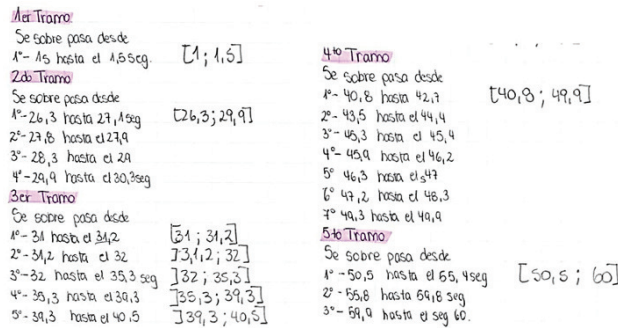 1er Tramo
Se sobre pasa desde
1°- 1s hasta el 1,5 seg. [1 ; 1,5]
2do Tramo
Se sobre pasa dsde
1°- 26,3 hasta 27,1 seg [26,3 ; 29,9]
2°- 27,8 hasta el 27,9
3°- 28,3 hasta el 29
4°- 29,9 hasta el 30,3 seg
3er Tramo
Se sobre pasa dsde
1°- 31 hasta el 31,2 [31 ; 31,2]
2°- 31,2 hasta el 32 ]3,1,2 ; 32]
3°- 32 hasta el 35,3 seg ]32 ; 35,3]
4°- 35,3 hasta el 39,3 ]35,3 ; 39,3]
5°- 39,3 hasta el 40,5 ]39,3 ; 40,5]
4to Tramo
Se sobre pasa desde
1°- 40,8 hasta 42,7 [40,8 ; 49,9]
2°- 43,5 hasta el 44,4
3°- 45,3 hasta el 45,4
4°- 45,9 hasta el 46,2
5° 46,3 hasta el 47
6° 47,2 hasta el 48,3
7° 49,3 hasta el 49,9
5to Tramo
Se sobre pasa desde
1° - 50,5 hasta el 55,4 seg [50,5 ; 60]
2° - 55,8 hasta 59,8 seg
3° - 59,9 hasta el seg 60.